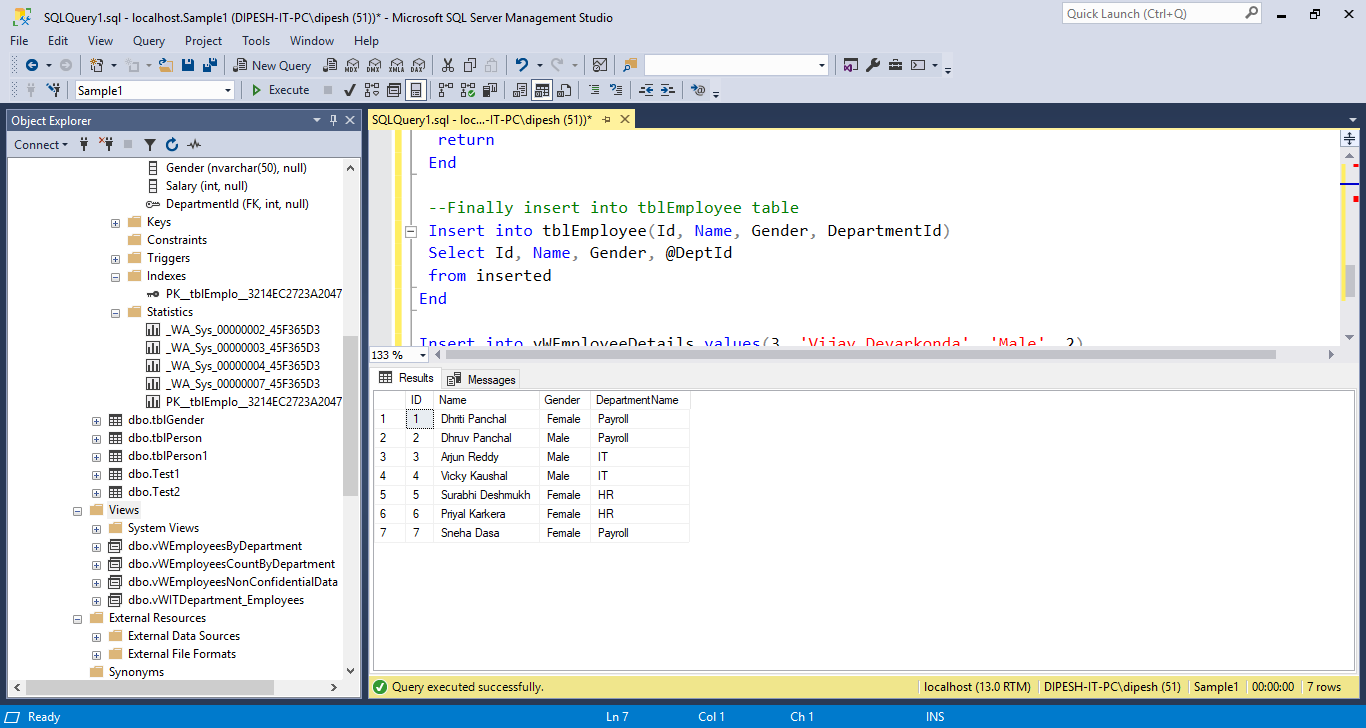 SQLQuery1.sql - localhost.Sample1 (DIPESH-IT-PC\dipesh (51))* - Microsoft SQL Server Management Studio
Quick Launch (Ctrl+Q)
File Edit View Query Project Tools Window Help
New Query MDX DMX XMLA DAX
Sample1 Execute
Object Explorer
Connect
Gender (nvarchar(50), null)
Salary (int, null)
DepartmentId (FK, int, null)
Keys
Constraints
Triggers
Indexes
PK__tblEmplo__3214EC2723A2047
Statistics
_WA_Sys_00000002_45F365D3
_WA_Sys_00000003_45F365D3
_WA_Sys_00000004_45F365D3
_WA_Sys_00000007_45F365D3
PK__tblEmplo__3214EC2723A2047
dbo.tblGender
dbo.tblPerson
dbo.tblPerson1
dbo.Test1
dbo.Test2
Views
System Views
dbo.vWEmployeesByDepartment
dbo.vWEmployeesCountByDepartment
dbo.vWEmployeesNonConfidentialData
dbo.vWITDepartment_Employees
External Resources
External Data Sources
External File Formats
Synonyms
SQLQuery1.sql - loc...-IT-PC\dipesh (51))*
return
End
--Finally insert into tblEmployee table
Insert into tblEmployee(Id, Name, Gender, DepartmentId)
Select Id, Name, Gender, @DeptId
from inserted
End
Insert into vWEmployeeDetails values(3, 'Vijay Devarkonda', 'Male', 2)
133 %
Results Messages
ID Name Gender DepartmentName
1 1 Dhriti Panchal Female Payroll
2 2 Dhruv Panchal Male Payroll
3 3 Arjun Reddy Male IT
4 4 Vicky Kaushal Male IT
5 5 Surabhi Deshmukh Female HR
6 6 Priyal Karkera Female HR
7 7 Sneha Dasa Female Payroll
Query executed successfully. localhost (13.0 RTM) DIPESH-IT-PC\dipesh (51) Sample1 00:00:00 7 rows
Ready Ln 7 Col 1 Ch 1 INS